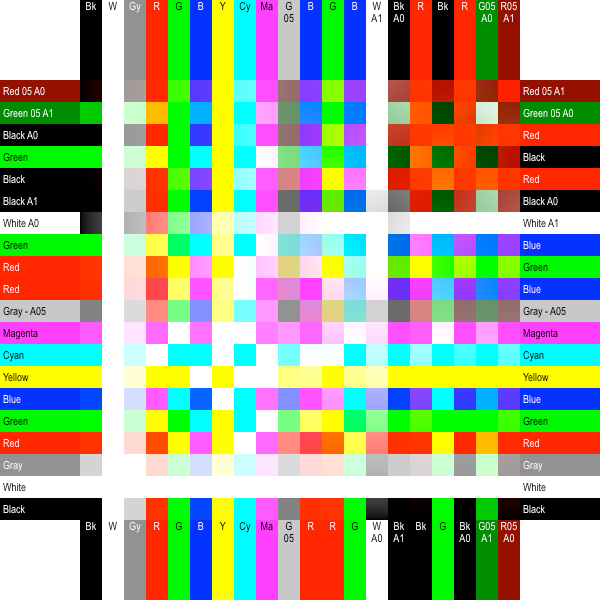 Bk W Gy R G B Y Cy Ma G B G B W Bk R Bk R G05 R05
05 A1 A0 A0 A1
Red 05 A0 Red 05 A1
Green 05 A1 Green 05 A0
Black A0 Red
Green Black
Black Red
Black A1 Black A0
White A0 White A1
Green Blue
Red Green
Red Blue
Gray - A05 Gray - A05
Magenta Magenta
Cyan Cyan
Yellow Yellow
Blue Blue
Green Green
Red Red
Gray Gray
White White
Black Black
Bk W Gy R G B Y Cy Ma G R R G W Bk Bk G Bk G05 R05
05 A0 A1 A0 A1 A0